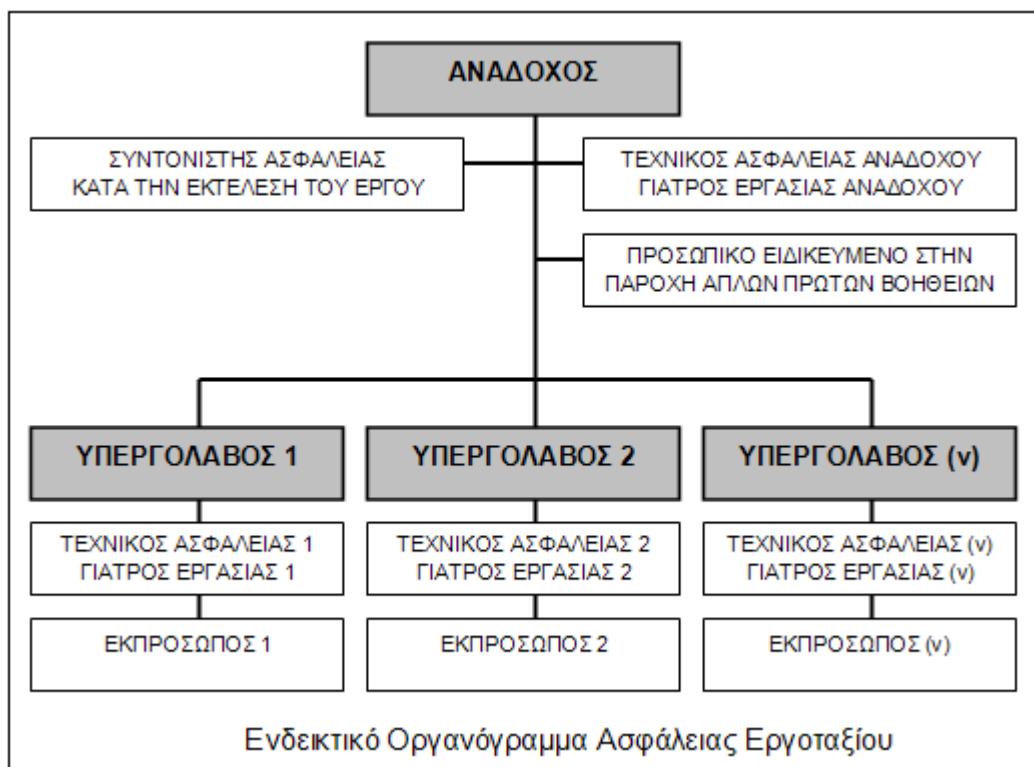 ΑΝΑΔΟΧΟΣ
ΣΥΝΤΟΝΙΣΤΗΣ ΑΣΦΑΛΕΙΑΣ
ΚΑΤΑ ΤΗΝ ΕΚΤΕΛΕΣΗ ΤΟΥ ΕΡΓΟΥ
ΤΕΧΝΙΚΟΣ ΑΣΦΑΛΕΙΑΣ ΑΝΑΔΟΧΟΥ
ΓΙΑΤΡΟΣ ΕΡΓΑΣΙΑΣ ΑΝΑΔΟΧΟΥ
ΠΡΟΣΩΠΙΚΟ ΕΙΔΙΚΕΥΜΕΝΟ ΣΤΗΝ
ΠΑΡΟΧΗ ΑΠΛΩΝ ΠΡΩΤΩΝ ΒΟΗΘΕΙΩΝ
ΥΠΕΡΓΟΛΑΒΟΣ 1
ΥΠΕΡΓΟΛΑΒΟΣ 2
ΥΠΕΡΓΟΛΑΒΟΣ (ν)
ΤΕΧΝΙΚΟΣ ΑΣΦΑΛΕΙΑΣ 1
ΓΙΑΤΡΟΣ ΕΡΓΑΣΙΑΣ 1
ΤΕΧΝΙΚΟΣ ΑΣΦΑΛΕΙΑΣ 2
ΓΙΑΤΡΟΣ ΕΡΓΑΣΙΑΣ 2
ΤΕΧΝΙΚΟΣ ΑΣΦΑΛΕΙΑΣ (ν)
ΓΙΑΤΡΟΣ ΕΡΓΑΣΙΑΣ (ν)
ΕΚΠΡΟΣΩΠΟΣ 1
ΕΚΠΡΟΣΩΠΟΣ 2
ΕΚΠΡΟΣΩΠΟΣ (ν)
Ενδεικτικό Οργανόγραμμα Ασφάλειας Εργοταξίου